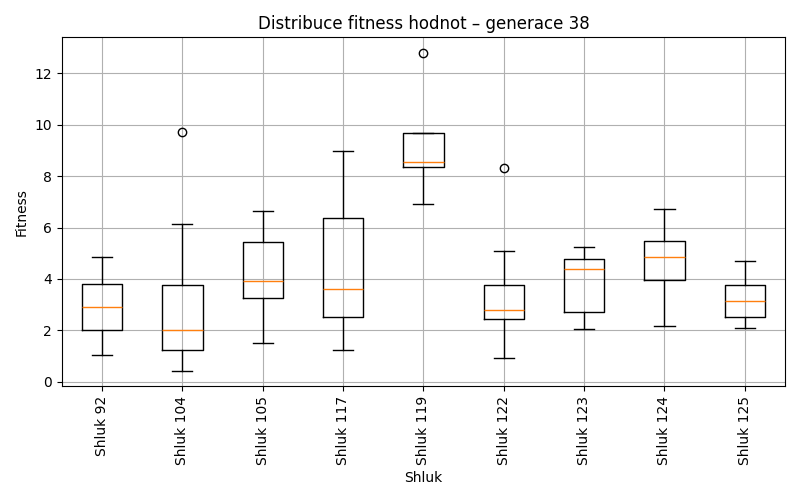 Distribuce fitness hodnot – generace 38
Fitness
12
10
8
6
4
2
0
Shluk 92
Shluk 104
Shluk 105
Shluk 117
Shluk 119
Shluk 122
Shluk 123
Shluk 124
Shluk 125
Shluk